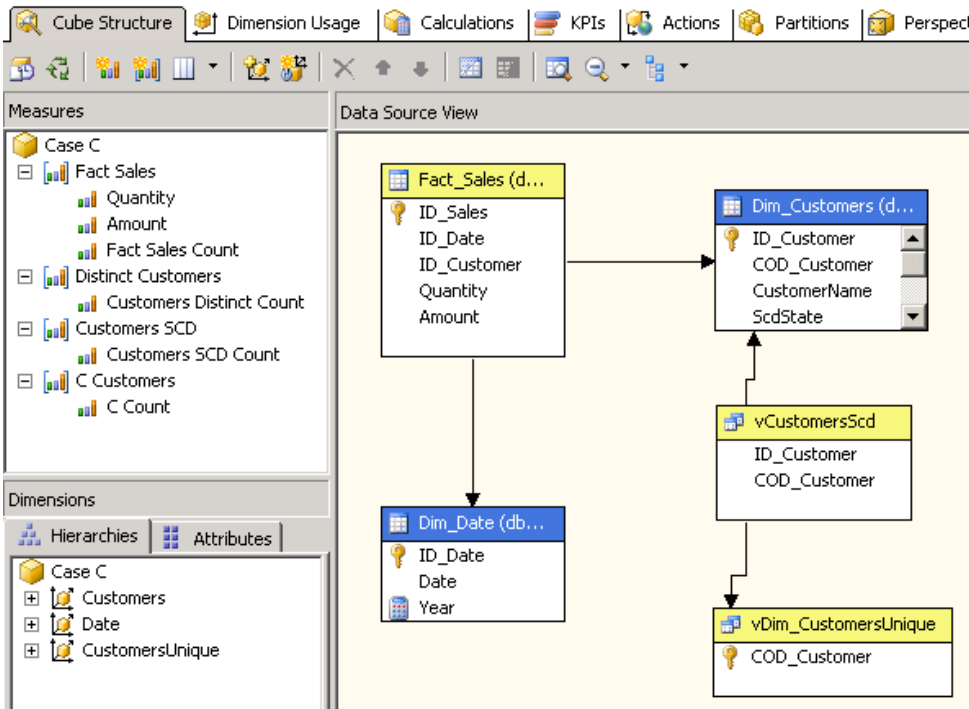 Cube Structure
Dimension Usage
Calculations
KPIs
Actions
Partitions
Perspect
Measures
Case C
Fact Sales
Quantity
Amount
Fact Sales Count
Distinct Customers
Customers Distinct Count
Customers SCD
Customers SCD Count
C Customers
C Count
Dimensions
Hierarchies
Attributes
Case C
Customers
Date
CustomersUnique
Data Source View
Fact_Sales (d...
ID_Sales
ID_Date
ID_Customer
Quantity
Amount
Dim_Customers (d...
ID_Customer
COD_Customer
CustomerName
ScdState
vCustomersScd
ID_Customer
COD_Customer
Dim_Date (db...
ID_Date
Date
Year
vDim_CustomersUnique
COD_Customer